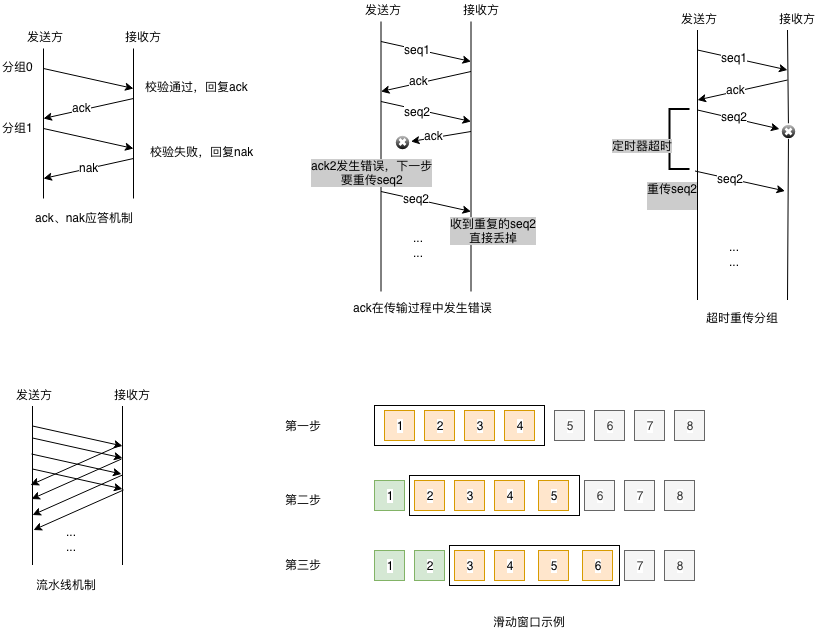 发送方
接收方
分组0
校验通过，回复ack
ack
分组1
校验失败，回复nak
nak
ack、nak应答机制
发送方
接收方
seq1
ack
seq2
ack
ack2发生错误，下一步
要重传seq2
seq2
收到重复的seq2
直接丢掉
...
...
ack在传输过程中发生错误
发送方
接收方
seq1
ack
seq2
定时器超时
seq2
重传seq2
...
...
超时重传分组
发送方
接收方
...
...
流水线机制
第一步
1 2 3 4 5 6 7 8
第二步
1 2 3 4 5 6 7 8
第三步
1 2 3 4 5 6 7 8
滑动窗口示例